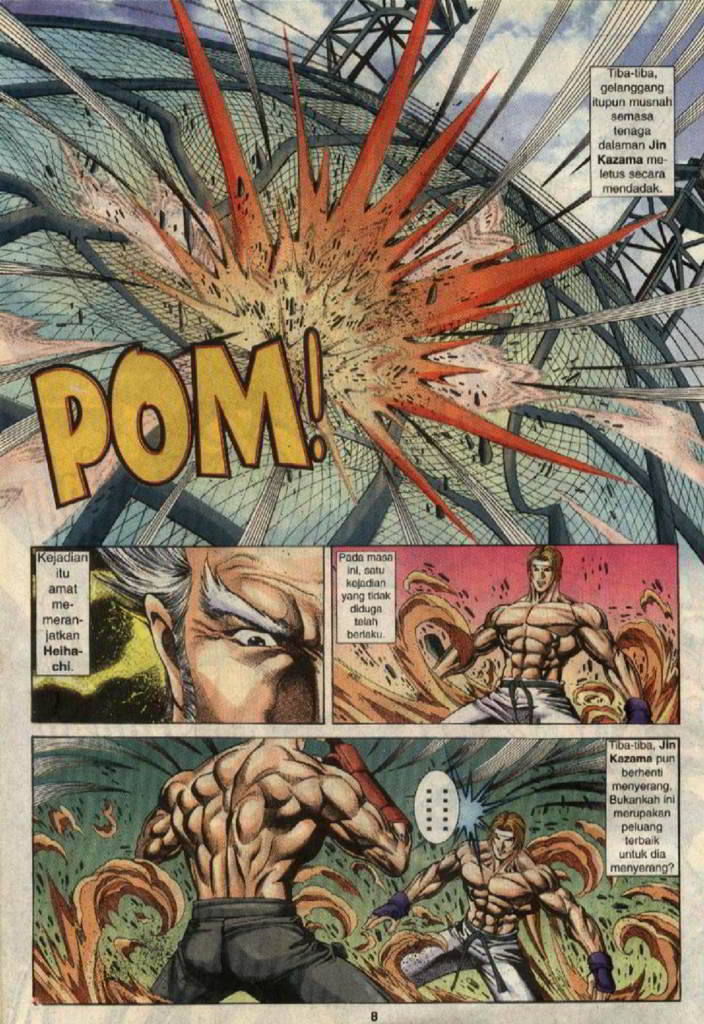 Tiba-tiba,
gelanggang
itupun musnah
semasa
tenaga
dalaman Jin
Kazama me-
letus secara
mendadak.
POM!
Kejadian
itu
amat
me-
meran-
jatkan
Heiha-
chi.
Pada masa
ini, satu
kejadian
yang tidak
diduga
telah
berlaku.
Tiba-tiba, Jin
Kazama pun
berhenti
menyerang.
Bukankah ini
merupakan
peluang
terbaik
untuk dia
menyerang?
8